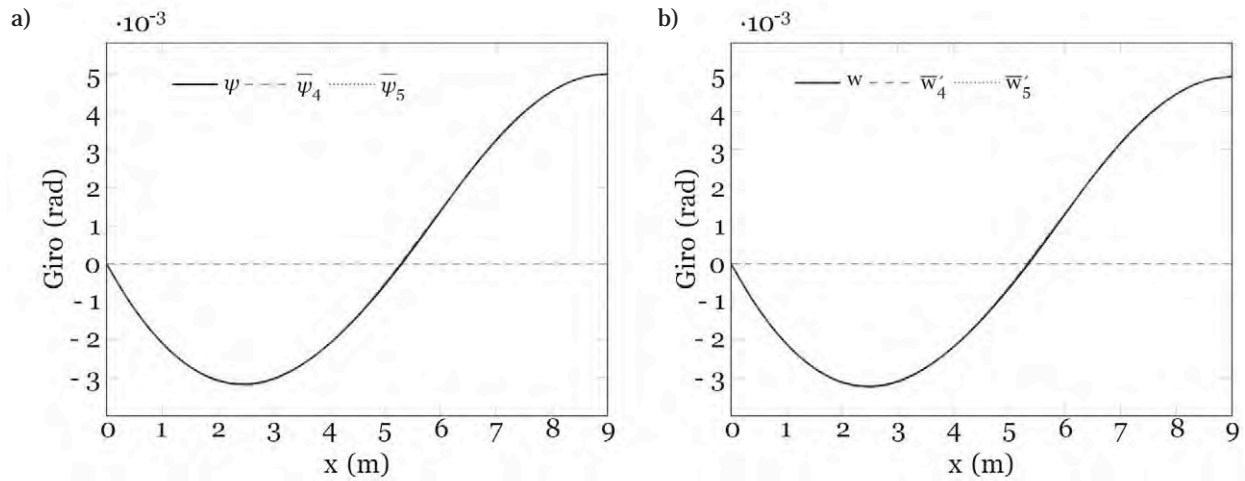 a)
·10⁻³
ψ ψ̅₄ ψ̅₅
5
4
3
2
1
0
- 1
- 2
- 3
Giro (rad)
0 1 2 3 4 5 6 7 8 9
x (m)
b)
·10⁻³
w w̅′₄ w̅′₅
5
4
3
2
1
0
- 1
- 2
- 3
Giro (rad)
0 1 2 3 4 5 6 7 8 9
x (m)